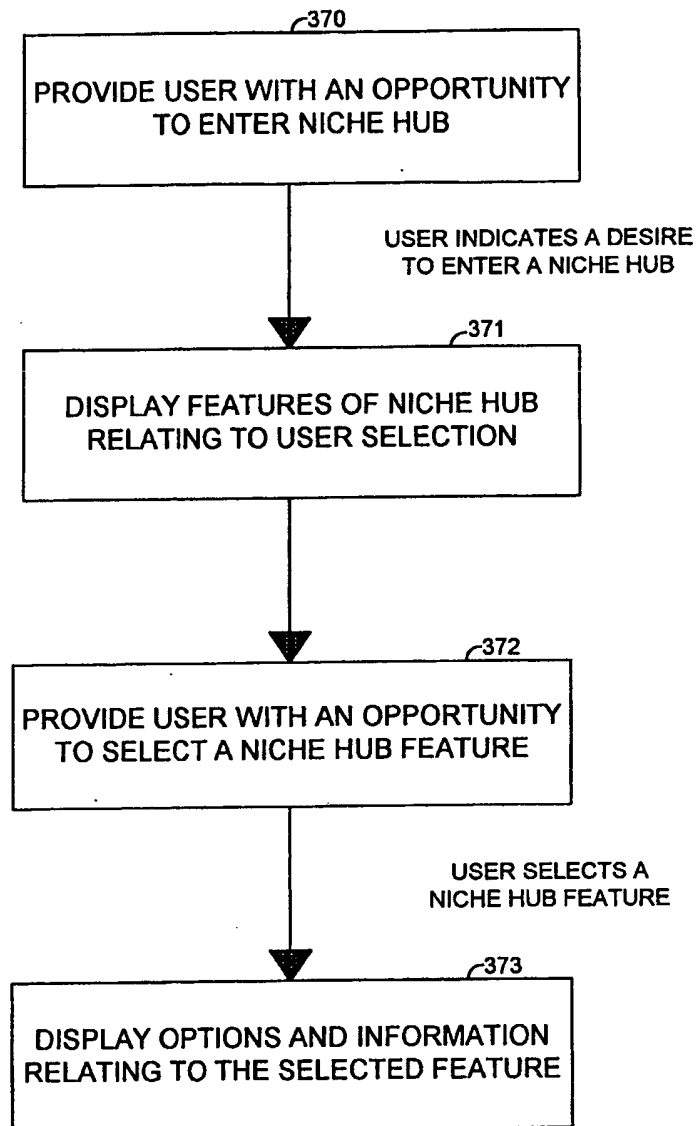 370
PROVIDE USER WITH AN OPPORTUNITY
TO ENTER NICHE HUB
USER INDICATES A DESIRE
TO ENTER A NICHE HUB
371
DISPLAY FEATURES OF NICHE HUB
RELATING TO USER SELECTION
372
PROVIDE USER WITH AN OPPORTUNITY
TO SELECT A NICHE HUB FEATURE
USER SELECTS A
NICHE HUB FEATURE
373
DISPLAY OPTIONS AND INFORMATION
RELATING TO THE SELECTED FEATURE